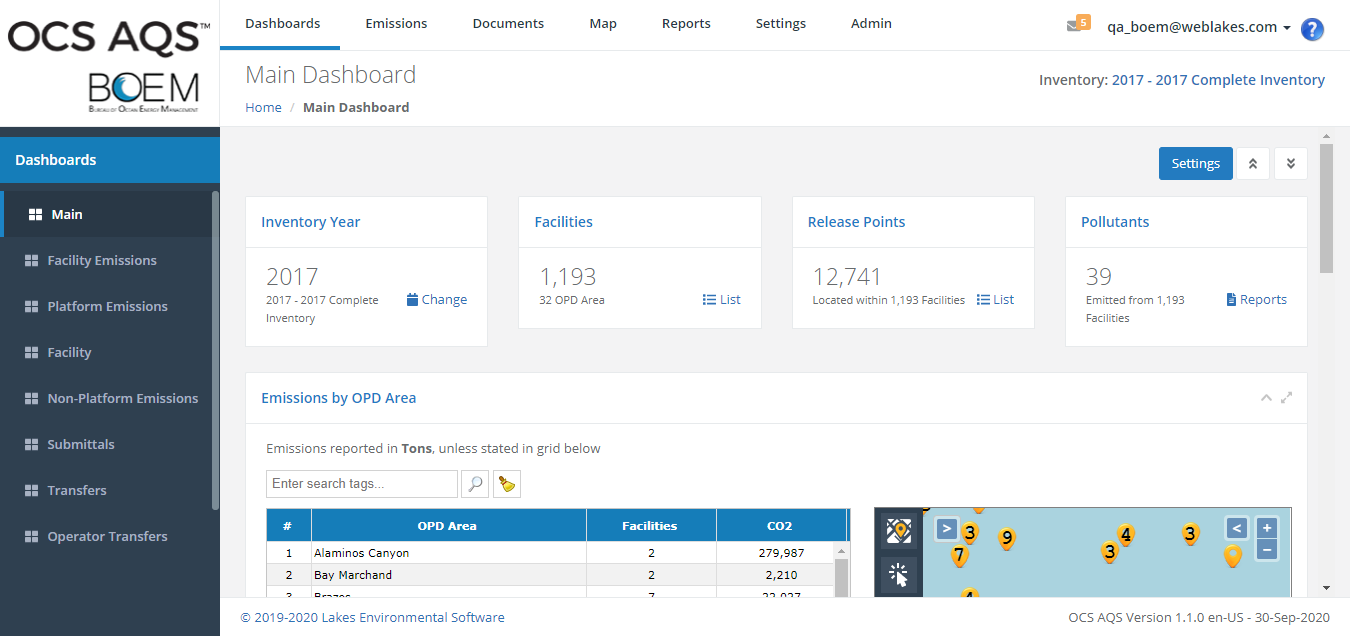 OCS AQS™
BOEM
Bureau of Ocean Energy Management
Dashboards
Emissions
Documents
Map
Reports
Settings
Admin
5
qa_boem@weblakes.com
?
Main Dashboard
Home / Main Dashboard
Inventory: 2017 - 2017 Complete Inventory
Dashboards
Main
Facility Emissions
Platform Emissions
Facility
Non-Platform Emissions
Submittals
Transfers
Operator Transfers
Settings
Inventory Year
2017
2017 - 2017 Complete
Inventory
Change
Facilities
1,193
32 OPD Area
List
Release Points
12,741
Located within 1,193 Facilities
List
Pollutants
39
Emitted from 1,193
Facilities
Reports
Emissions by OPD Area
Emissions reported in Tons, unless stated in grid below
Enter search tags...
# OPD Area Facilities CO2
1 Alaminos Canyon 2 279,987
2 Bay Marchand 2 2,210
3 Brazos 7 22,027
> 3 9 4 3 < +
7 3 −
4
© 2019-2020 Lakes Environmental Software
OCS AQS Version 1.1.0 en-US - 30-Sep-2020